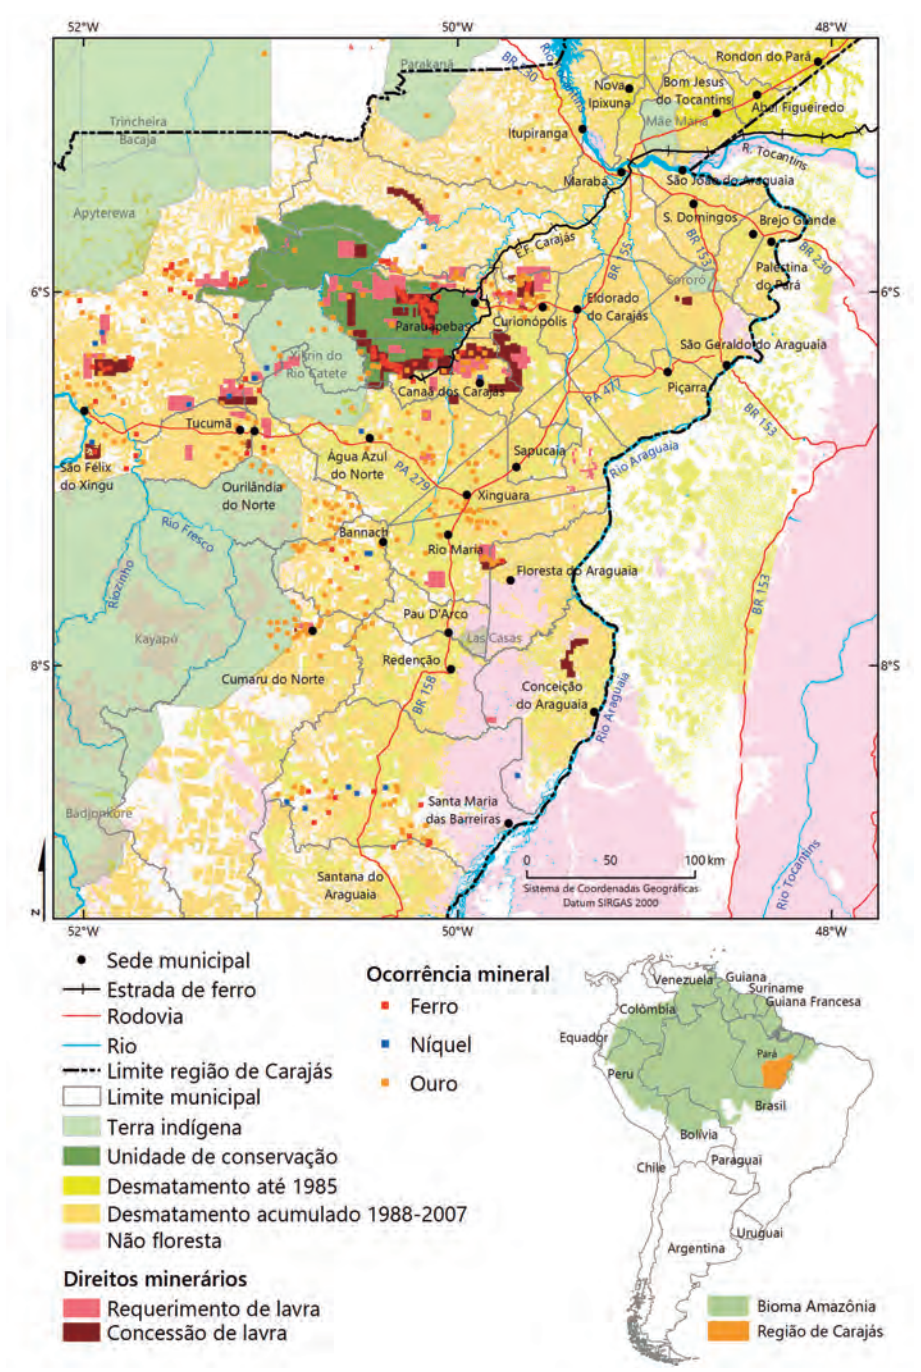 52°W 50°W 48°W
Parakanã
BR 230
Rio Tocantins
Rondon do Pará
Nova
Ipixuna
Bom Jesus
do Tocantins
Abel Figueiredo
Mãe Maria
Trincheira
Bacaja
Itupiranga
R. Tocantins
Marabá
São João do Araguaia
Apyterewa
S. Domingos
Brejo Grande
E.F. Carajás
BR 155
BR 153
BR 230
Palestina
do Pará
Sororó
6°S 6°S
Parauapebas
Curionópolis
Eldorado
do Carajás
São Geraldo do Araguaia
Xikrin do
Rio Catete
Canaã dos Carajás
PA 477
Piçarra
BR 153
Tucumã
Água Azul
do Norte
Sapucaia
Rio Araguaia
São Félix
do Xingu
PA 279
Ourilândia
do Norte
Xinguara
Rio Fresco
Bannach
Rio Maria
Riozinho
Floresta do Araguaia
BR 153
Pau D'Arco
Kayapú
Las Casas
Redenção
8°S 8°S
Cumaru do Norte
BR 158
Conceição
do Araguaia
Rio Araguaia
Badjonkore
Santa Maria
das Barreiras
0 50 100 km
Santana do
Araguaia
Sistema de Coordenadas Geográficas
Datum SIRGAS 2000
Rio Tocantins
N
52°W 50°W 48°W
Sede municipal
Estrada de ferro
Rodovia
Rio
Limite região de Carajás
Limite municipal
Terra indígena
Unidade de conservação
Desmatamento até 1985
Desmatamento acumulado 1988-2007
Não floresta
Direitos minerários
Requerimento de lavra
Concessão de lavra
Ocorrência mineral
Ferro
Níquel
Ouro
Venezuela
Guiana
Suriname
Guiana Francesa
Colômbia
Equador
Pará
Peru
Brasil
Bolívia
Chile
Paraguai
Uruguai
Argentina
Bioma Amazônia
Região de Carajás